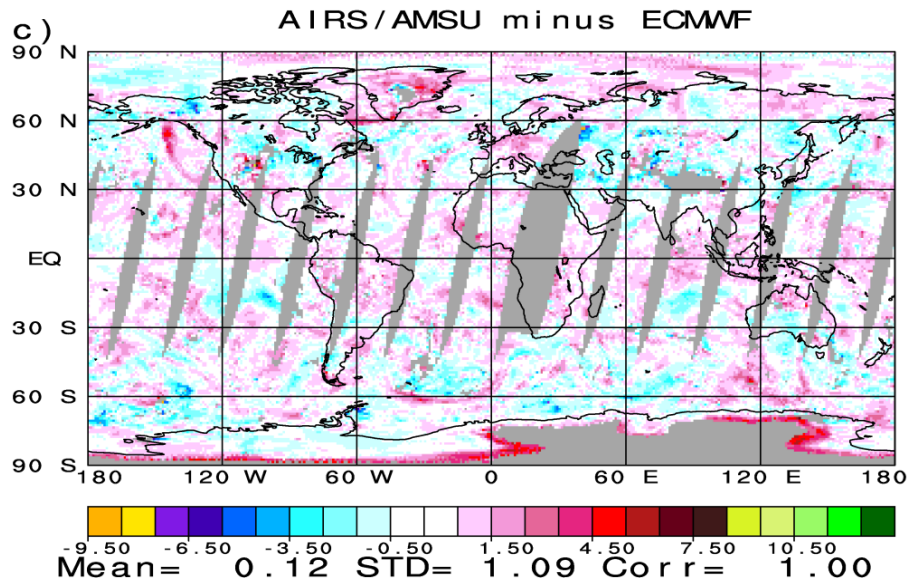 c)
AIRS/AMSU minus ECMWF
90 N
60 N
30 N
EQ
30 S
60 S
90 S
180 120 W 60 W 0 60 E 120 E 180
-9.50 -6.50 -3.50 -0.50 1.50 4.50 7.50 10.50
Mean= 0.12 STD= 1.09 Corr= 1.00